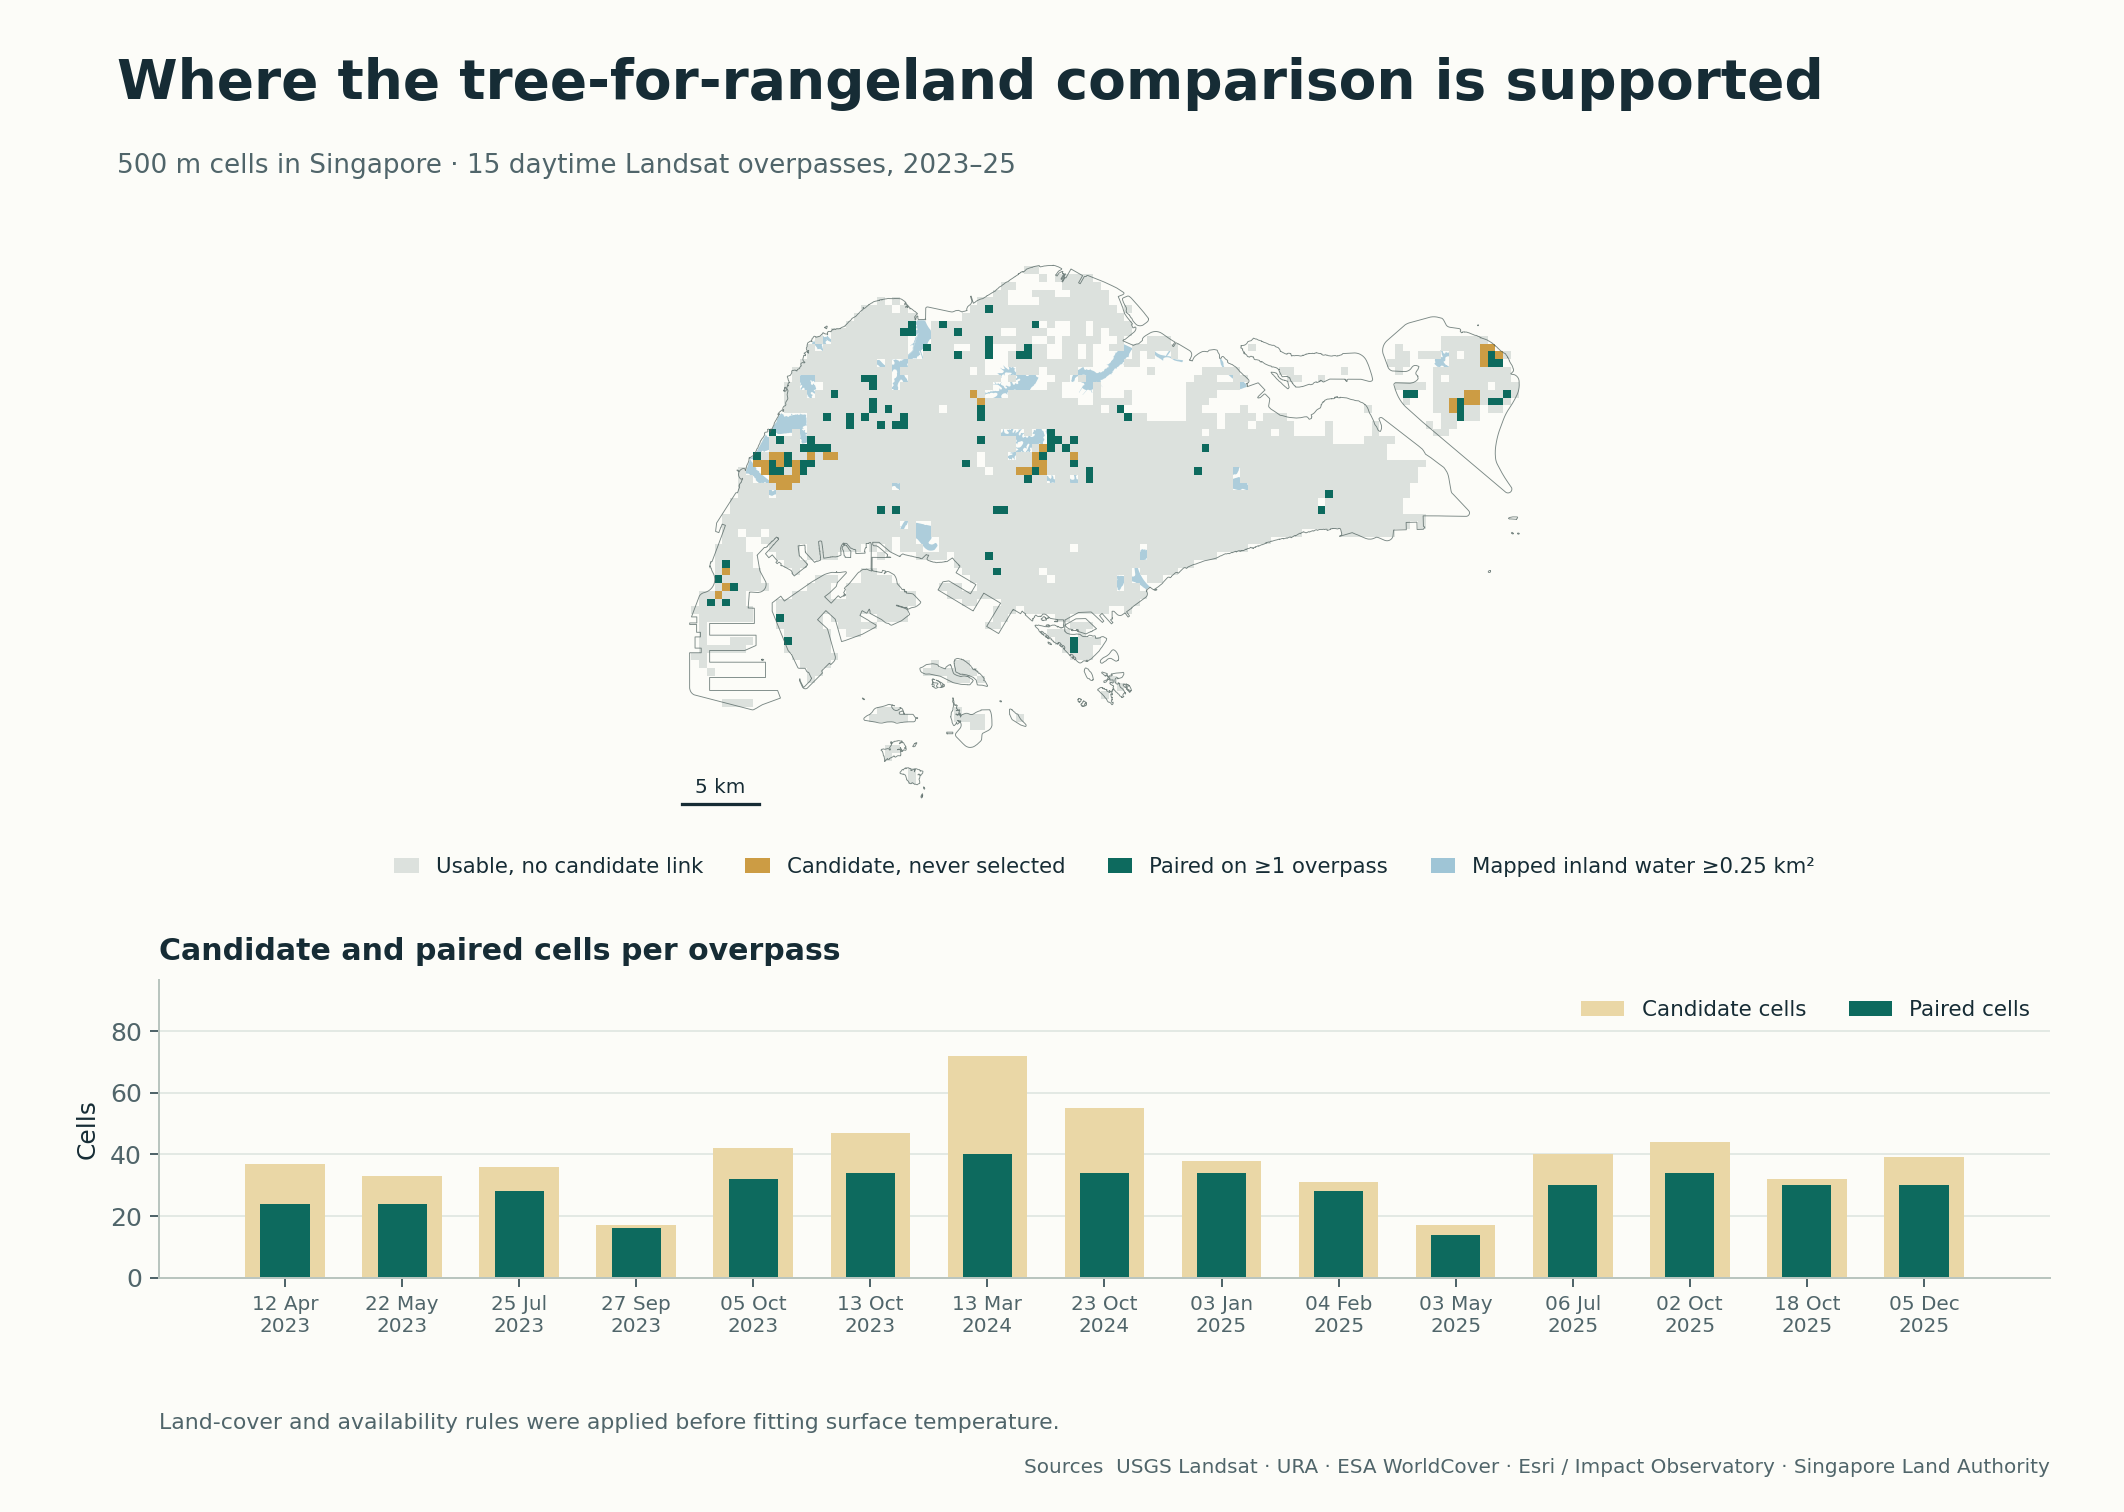 Where the tree-for-rangeland comparison is supported
500 m cells in Singapore · 15 daytime Landsat overpasses, 2023–25
5 km
Usable, no candidate link
Candidate, never selected
Paired on ≥1 overpass
Mapped inland water ≥0.25 km²
Candidate and paired cells per overpass
Candidate cells
Paired cells
Cells
80
60
40
20
0
12 Apr
2023
22 May
2023
25 Jul
2023
27 Sep
2023
05 Oct
2023
13 Oct
2023
13 Mar
2024
23 Oct
2024
03 Jan
2025
04 Feb
2025
03 May
2025
06 Jul
2025
02 Oct
2025
18 Oct
2025
05 Dec
2025
Land-cover and availability rules were applied before fitting surface temperature.
Sources  USGS Landsat · URA · ESA WorldCover · Esri / Impact Observatory · Singapore Land Authority